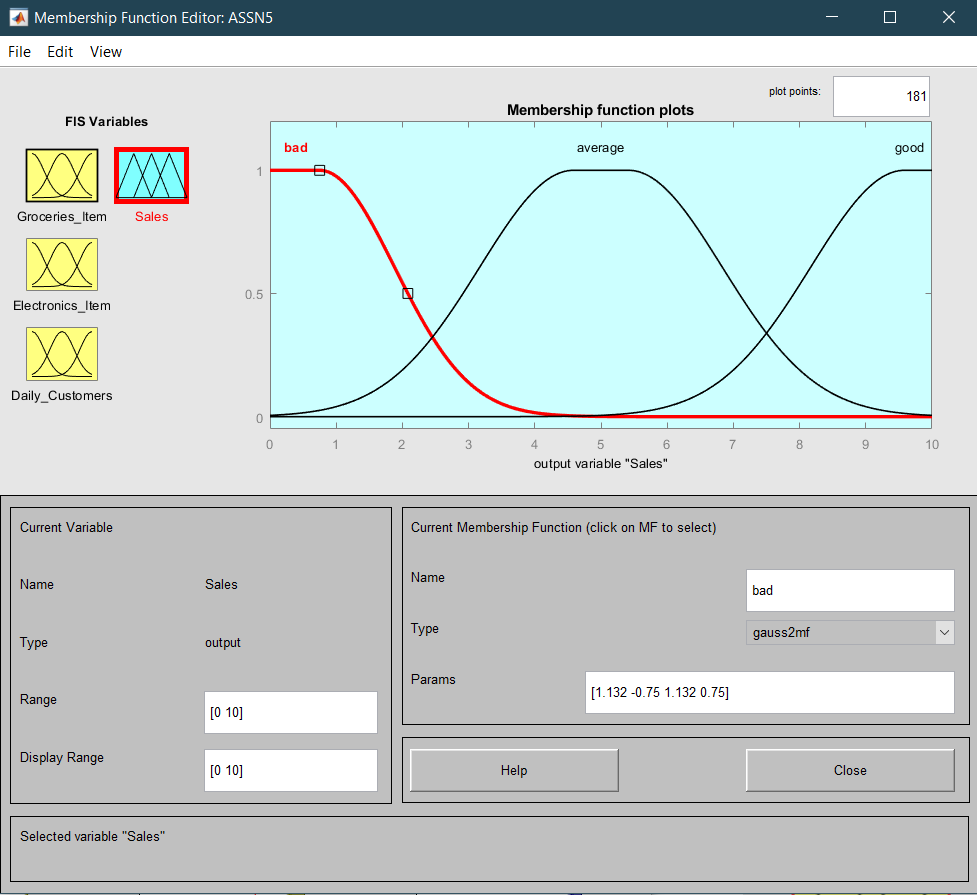 Membership Function Editor: ASSN5
File Edit View
plot points: 181
FIS Variables
Membership function plots
Groceries_Item
Sales
Electronics_Item
Daily_Customers
bad average good
1
0.5
0
0 1 2 3 4 5 6 7 8 9 10
output variable "Sales"
Current Variable
Name Sales
Type output
Range [0 10]
Display Range [0 10]
Current Membership Function (click on MF to select)
Name bad
Type gauss2mf
Params [1.132 -0.75 1.132 0.75]
Help Close
Selected variable "Sales"